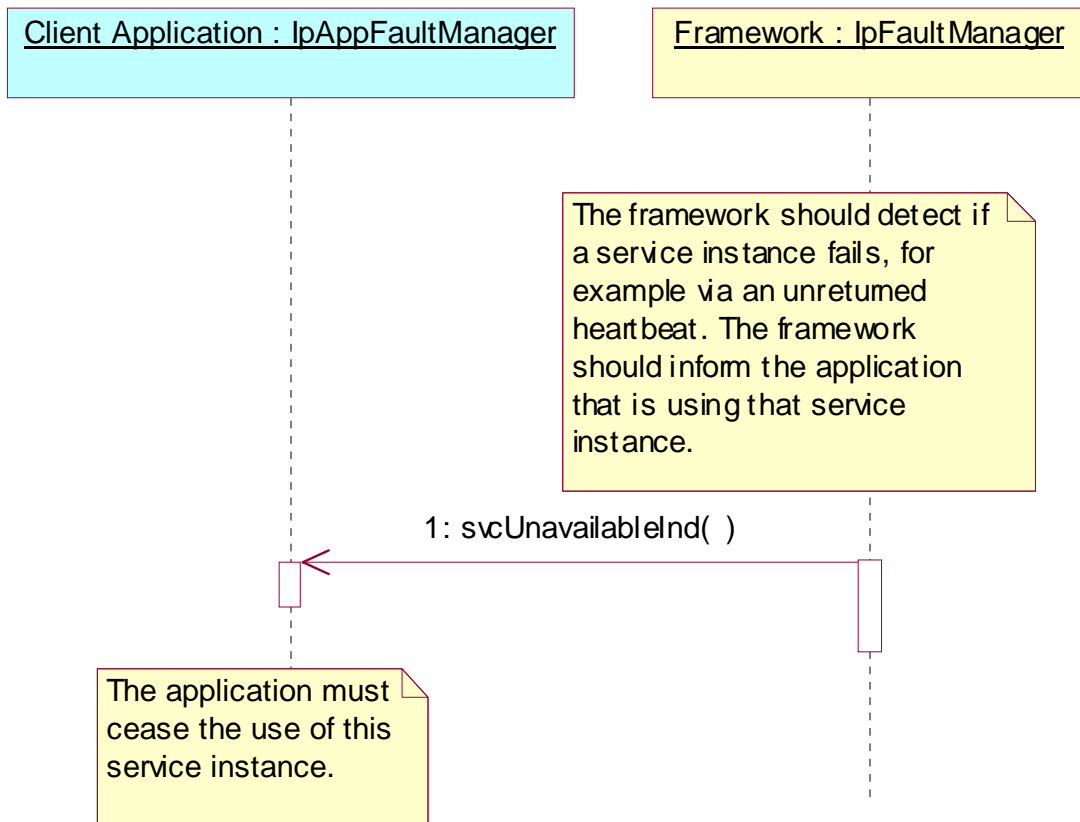 Client Application : IpAppFaultManager
Framework : IpFaultManager
The framework should detect if
a service instance fails, for
example via an unreturned
heartbeat. The framework
should inform the application
that is using that service
instance.
1: svcUnavailableInd( )
The application must
cease the use of this
service instance.